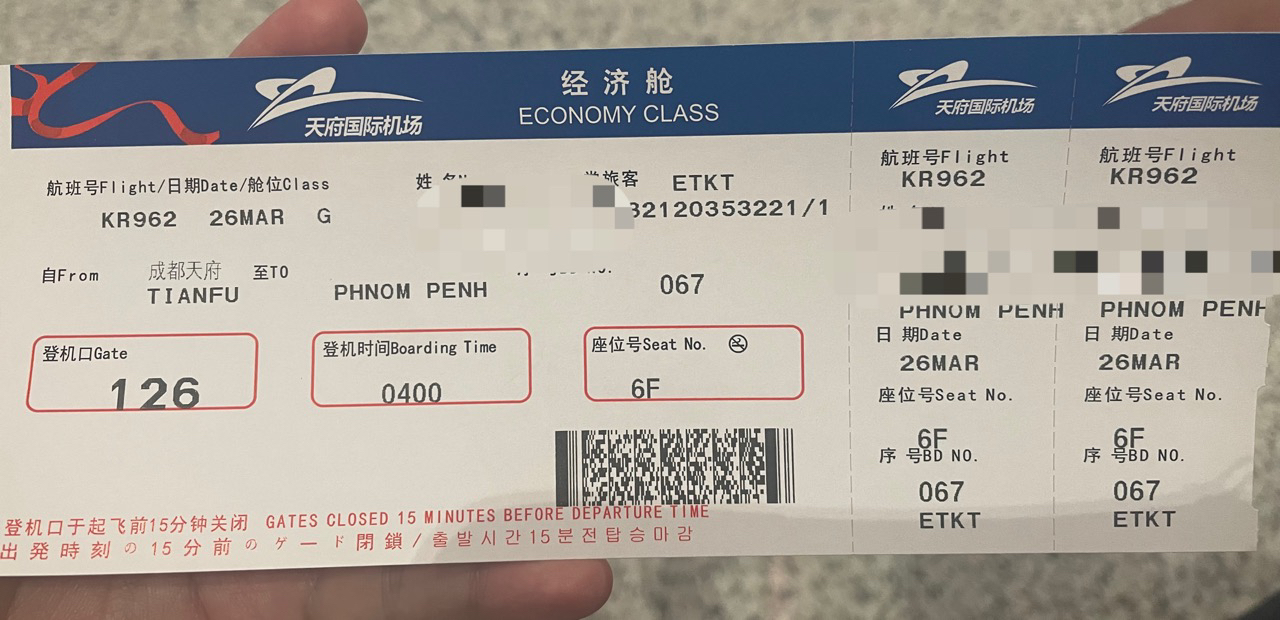 天府国际机场
经济舱
ECONOMY CLASS
天府国际机场
天府国际机场
航班号Flight/日期Date/舱位Class
KR962 26MAR G
姓
旅客 ETKT
32120353221/1
自From 成都天府 至TO
TIANFU
PHNOM PENH
067
登机口Gate
126
登机时间Boarding Time
0400
座位号Seat No.
6F
登机口于起飞前15分钟关闭 GATES CLOSED 15 MINUTES BEFORE DEPARTURE TIME
出発時刻の15分前のゲード閉鎖/출발시간15분전탑승마감
航班号Flight
KR962
PHNOM PENH
日期Date
26MAR
座位号Seat No.
6F
序号BD NO.
067
ETKT
航班号Flight
KR962
PHNOM PENH
日期Date
26MAR
座位号Seat No.
6F
序号BD NO.
067
ETKT